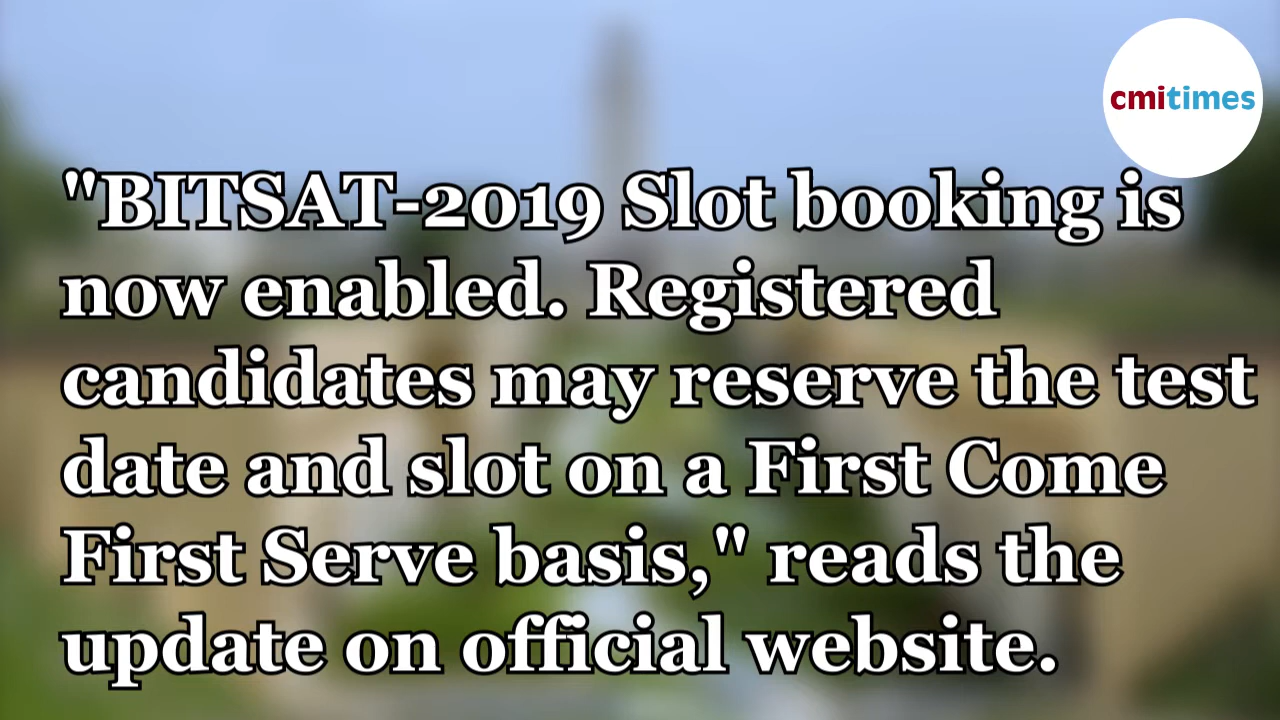 cmitimes
"BITSAT-2019 Slot booking is
now enabled. Registered
candidates may reserve the test
date and slot on a First Come
First Serve basis," reads the
update on official website.